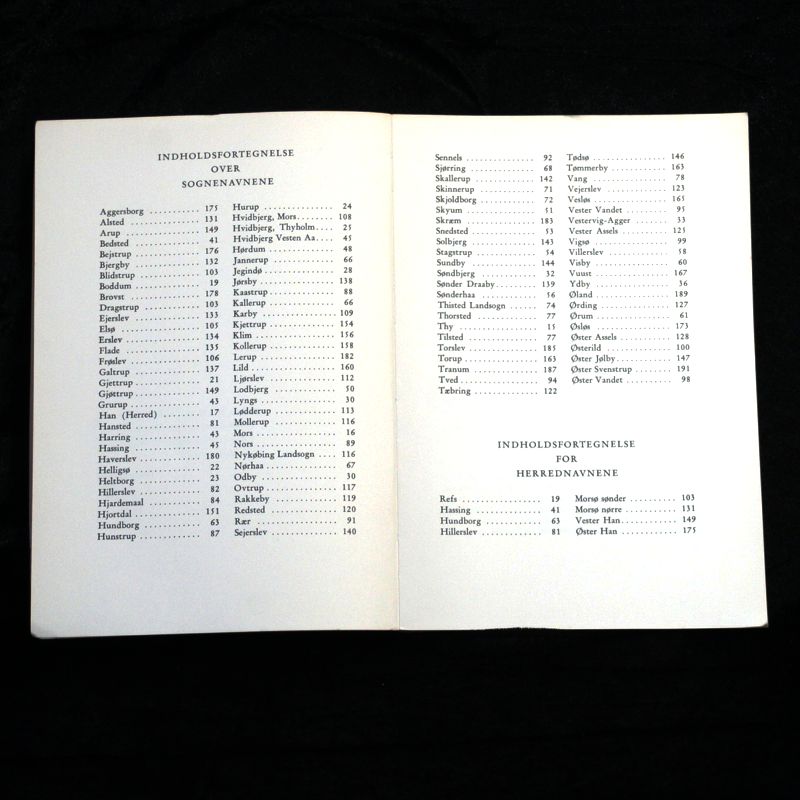 INDHOLDSFORTEGNELSE
OVER
SOGNENAVNENE
Aggersborg ........... 175
Alsted ................ 131
Arup .................. 149
Bedsted ............... 41
Bejstrup .............. 176
Bjergby ............... 132
Blidstrup ............. 103
Boddum ................ 19
Brovst ................ 178
Dragstrup ............. 103
Ejerslev .............. 133
Elsø .................. 105
Erslev ................ 134
Flade ................. 135
Frøslev ............... 106
Galtrup ............... 137
Gjettrup .............. 21
Gjøttrup .............. 149
Grurup ................ 43
Han (Herred) .......... 17
Hansted ............... 81
Harring ............... 43
Hassing ............... 45
Haverslev ............. 180
Helligsø .............. 22
Heltborg .............. 23
Hillerslev ............ 82
Hjardemaal ............ 84
Hjortdal .............. 151
Hundborg .............. 63
Hunstrup .............. 87
Hurup ................. 24
Hvidbjerg, Mors ....... 108
Hvidbjerg, Thyholm .... 25
Hvidbjerg Vesten Aa .... 45
Hørdum ................ 48
Jannerup .............. 66
Jegindø ............... 28
Jørsby ................ 138
Kaastrup .............. 88
Kallerup .............. 66
Karby ................. 109
Kjettrup .............. 154
Klim .................. 156
Kollerup .............. 158
Lerup ................. 182
Lild .................. 160
Ljørslev .............. 112
Lodbjerg .............. 50
Lyngs ................. 30
Lødderup .............. 113
Mollerup .............. 116
Mors .................. 16
Nors .................. 89
Nykøbing Landsogn .... 116
Nørhaa ................ 67
Odby .................. 30
Ovtrup ................ 117
Rakkeby ............... 119
Redsted ............... 120
Rær ................... 91
Sejerslev ............. 140
Sennels ............... 92
Sjørring .............. 68
Skallerup ............. 142
Skinnerup ............. 71
Skjoldborg ............ 72
Skyum ................. 51
Skræm ................. 183
Snedsted .............. 53
Solbjerg .............. 143
Stagstrup ............. 54
Sundby ................ 144
Søndbjerg ............. 32
Sønder Draaby ......... 139
Sønderhaa ............. 56
Thisted Landsogn ...... 74
Thorsted .............. 77
Thy ................... 15
Tilsted ............... 77
Torslev ............... 185
Torup ................. 163
Tranum ................ 187
Tved .................. 94
Tæbring ............... 122
Tødsø ................. 146
Tømmerby .............. 163
Vang .................. 78
Vejerslev ............. 123
Vesløs ................ 165
Vester Vandet ......... 95
Vestervig-Agger ....... 33
Vester Assels ......... 125
Vigsø ................. 99
Villerslev ............ 58
Visby ................. 60
Vuust ................. 167
Ydby .................. 36
Øland ................. 189
Ørding ................ 127
Ørum .................. 61
Øsløs ................. 173
Øster Assels .......... 128
Østerild .............. 100
Øster Jølby ........... 147
Øster Svenstrup ....... 191
Øster Vandet .......... 98
INDHOLDSFORTEGNELSE
FOR
HERREDNAVNENE
Refs .................. 19
Hassing ............... 41
Hundborg .............. 63
Hillerslev ............ 81
Morsø sønder .......... 103
Morsø nørre ........... 131
Vester Han ............ 149
Øster Han ............. 175